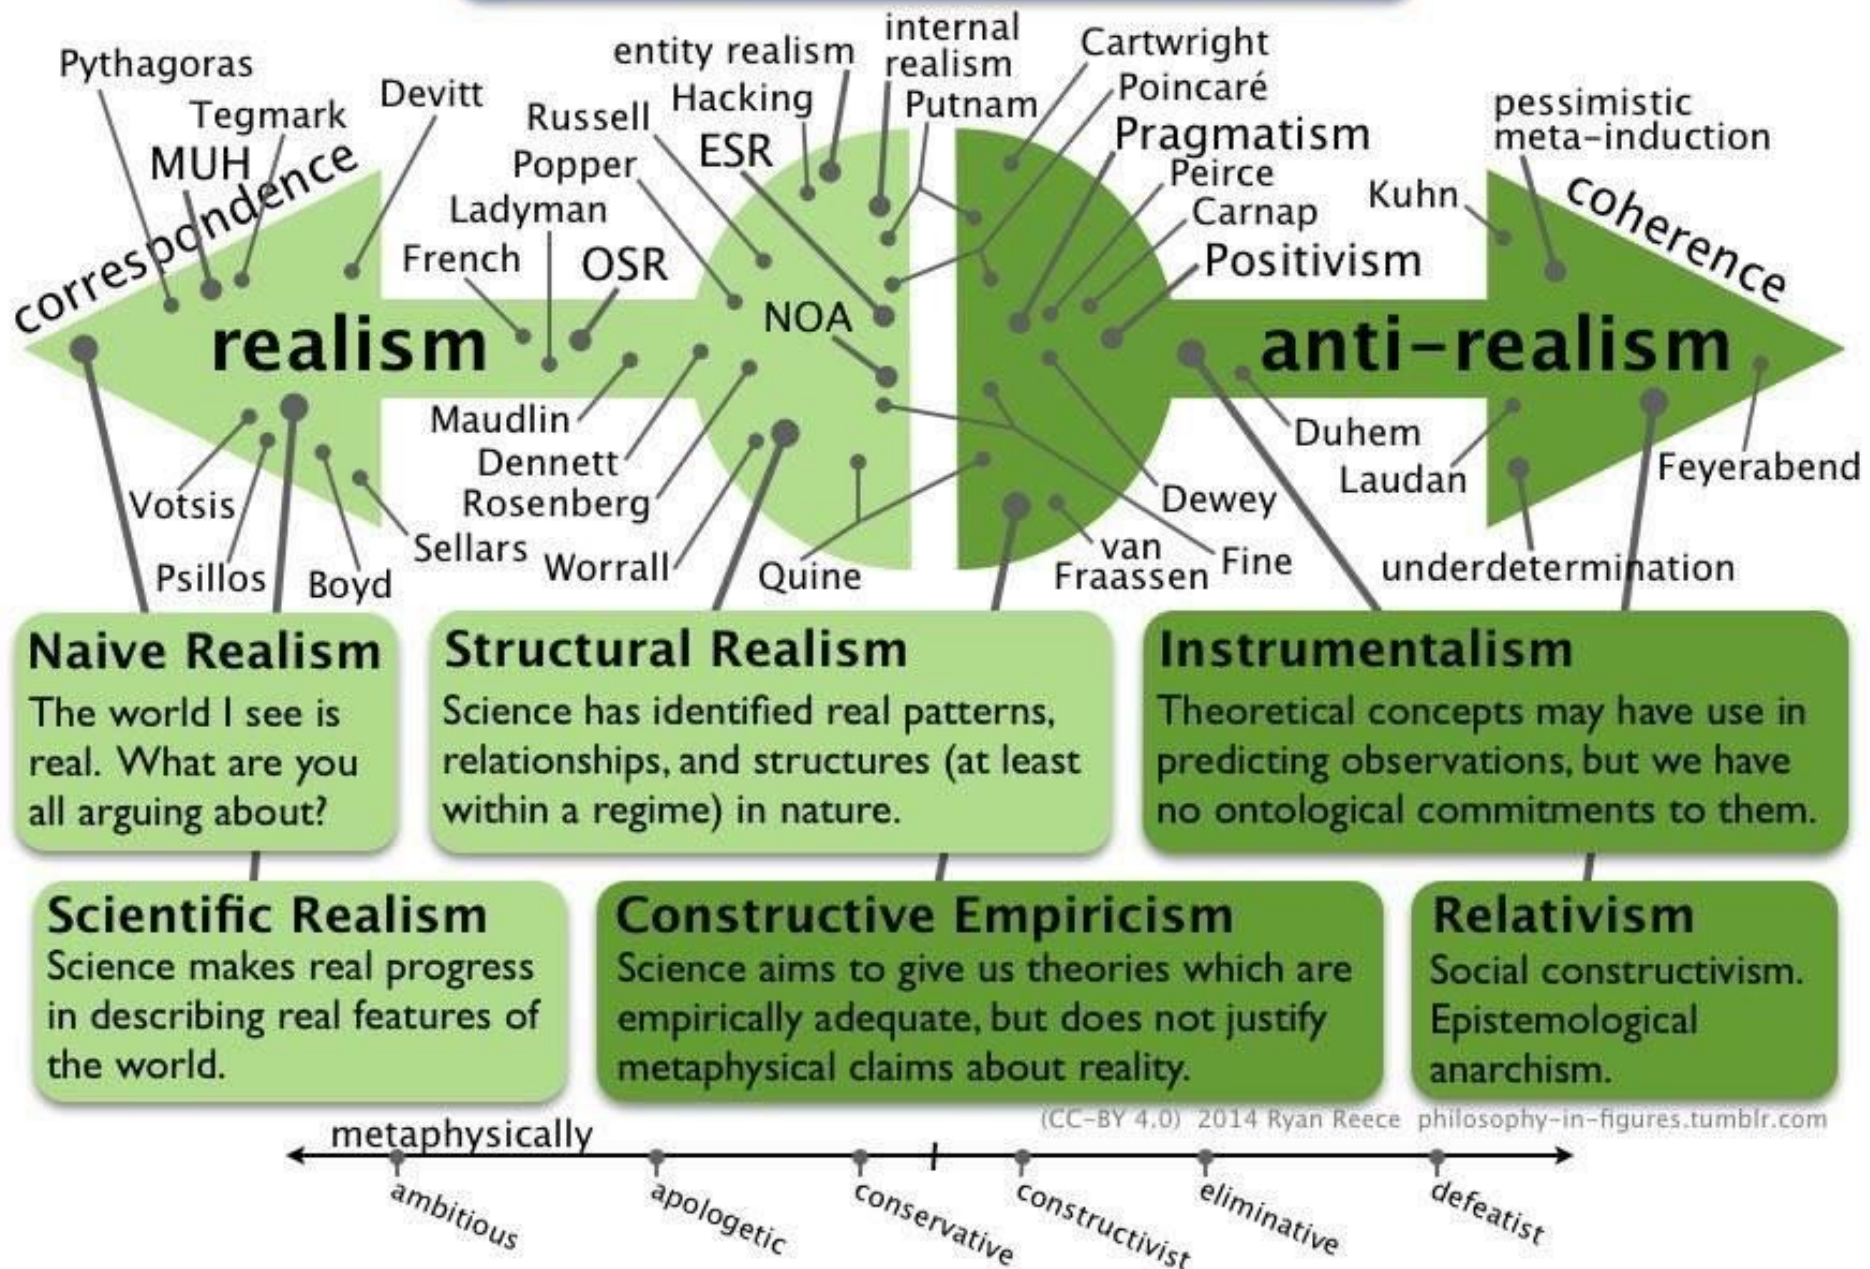 Pythagoras
Tegmark
MUH
Devitt
correspondence
realism
French
Ladyman
OSR
Popper
Russell
ESR
Hacking
entity realism
internal
realism
Putnam
NOA
Maudlin
Dennett
Rosenberg
Worrall
Quine
Votsis
Psillos
Boyd
Sellars
Cartwright
Poincaré
Pragmatism
Peirce
Carnap
Positivism
Kuhn
pessimistic
meta-induction
coherence
anti-realism
Duhem
Laudan
Feyerabend
Dewey
van
Fraassen
Fine
underdetermination
Naive Realism
The world I see is
real. What are you
all arguing about?
Structural Realism
Science has identified real patterns,
relationships, and structures (at least
within a regime) in nature.
Instrumentalism
Theoretical concepts may have use in
predicting observations, but we have
no ontological commitments to them.
Scientific Realism
Science makes real progress
in describing real features of
the world.
Constructive Empiricism
Science aims to give us theories which are
empirically adequate, but does not justify
metaphysical claims about reality.
Relativism
Social constructivism.
Epistemological
anarchism.
(CC-BY 4.0) 2014 Ryan Reece philosophy-in-figures.tumblr.com
metaphysically
ambitious
apologetic
conservative
constructivist
eliminative
defeatist